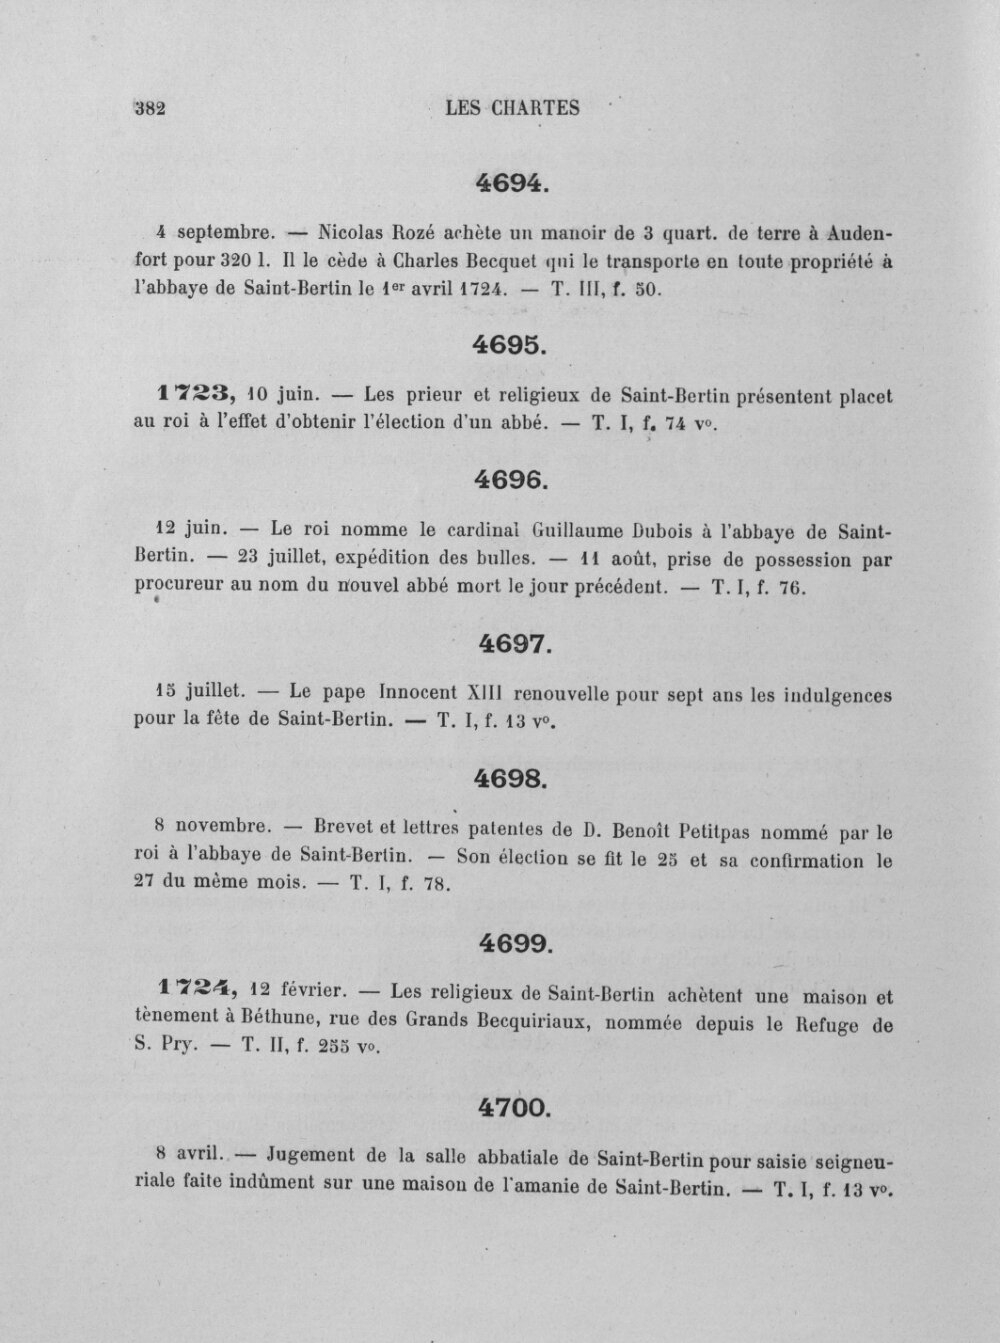 382 LES CHARTES
4694.
4 septembre. — Nicolas Rozé achète un manoir de 3 quart. de terre à Auden-
fort pour 320 l. Il le cède à Charles Becquet qui le transporte en toute propriété à
l'abbaye de Saint-Bertin le 1er avril 1724. — T. III, f. 50.
4695.
1723, 10 juin. — Les prieur et religieux de Saint-Bertin présentent placet
au roi à l'effet d'obtenir l'élection d'un abbé. — T. I, f. 74 vo.
4696.
12 juin. — Le roi nomme le cardinal Guillaume Dubois à l'abbaye de Saint-
Bertin. — 23 juillet, expédition des bulles. — 11 août, prise de possession par
procureur au nom du nouvel abbé mort le jour précédent. — T. I, f. 76.
4697.
15 juillet. — Le pape Innocent XIII renouvelle pour sept ans les indulgences
pour la fête de Saint-Bertin. — T. I, f. 13 vo.
4698.
8 novembre. — Brevet et lettres patentes de D. Benoît Petitpas nommé par le
roi à l'abbaye de Saint-Bertin. — Son élection se fit le 25 et sa confirmation le
27 du même mois. — T. I, f. 78.
4699.
1724, 12 février. — Les religieux de Saint-Bertin achètent une maison et
tènement à Béthune, rue des Grands Becquiriaux, nommée depuis le Refuge de
S. Pry. — T. II, f. 255 vo.
4700.
8 avril. — Jugement de la salle abbatiale de Saint-Bertin pour saisie seigneu-
riale faite indûment sur une maison de l'amanie de Saint-Bertin. — T. I, f. 13 vo.